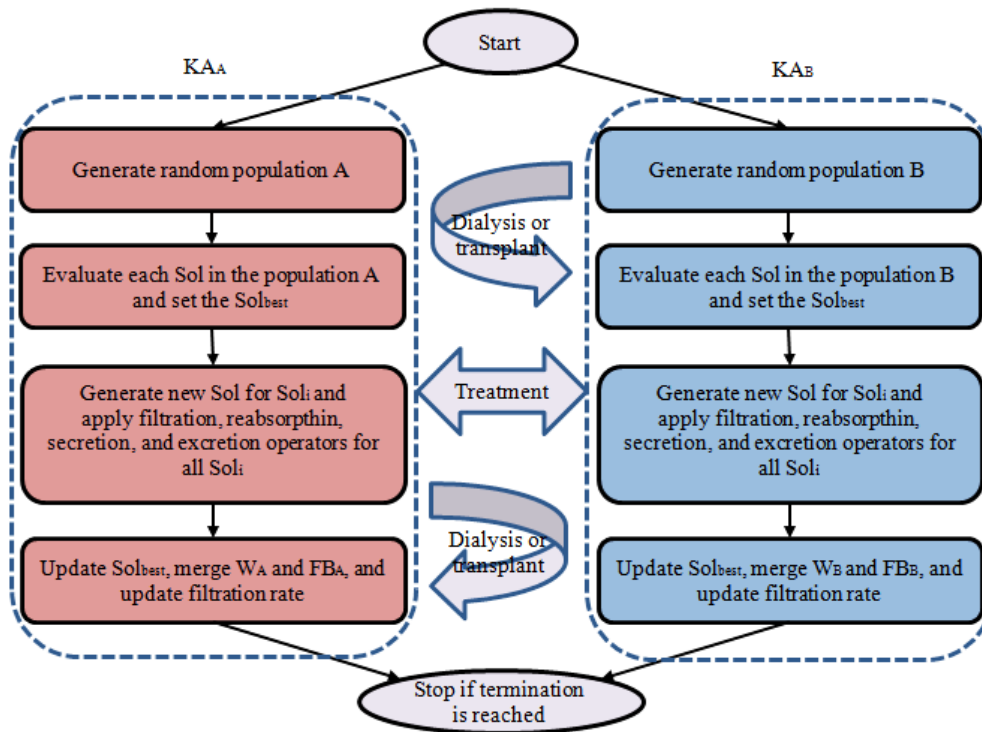 Start
KAA
KAB
Generate random population A
Generate random population B
Dialysis or
transplant
Evaluate each Sol in the population A
and set the Solbest
Evaluate each Sol in the population B
and set the Solbest
Generate new Sol for Soli and
apply filtration, reabsorpthin,
secretion, and excretion operators for
all Soli
Treatment
Generate new Sol for Soli and
apply filtration, reabsorpthin,
secretion, and excretion operators for
all Soli
Dialysis or
transplant
Update Solbest, merge WA and FBA, and
update filtration rate
Update Solbest, merge WB and FBB, and
update filtration rate
Stop if termination
is reached